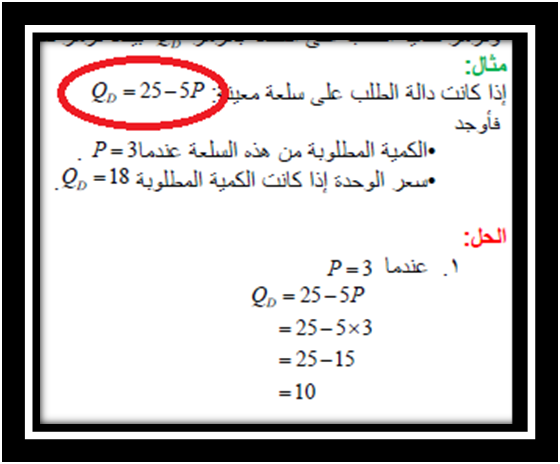 مثال:
إذا كانت دالة الطلب على سلعة معينة: Q_D = 25 − 5P
فأوجد
•الكمية المطلوبة من هذه السلعة عندما P = 3 .
•سعر الوحدة إذا كانت الكمية المطلوبة Q_D = 18.
الحل:
١. عندما P = 3
Q_D = 25 − 5P
= 25 − 5×3
= 25 − 15
= 10